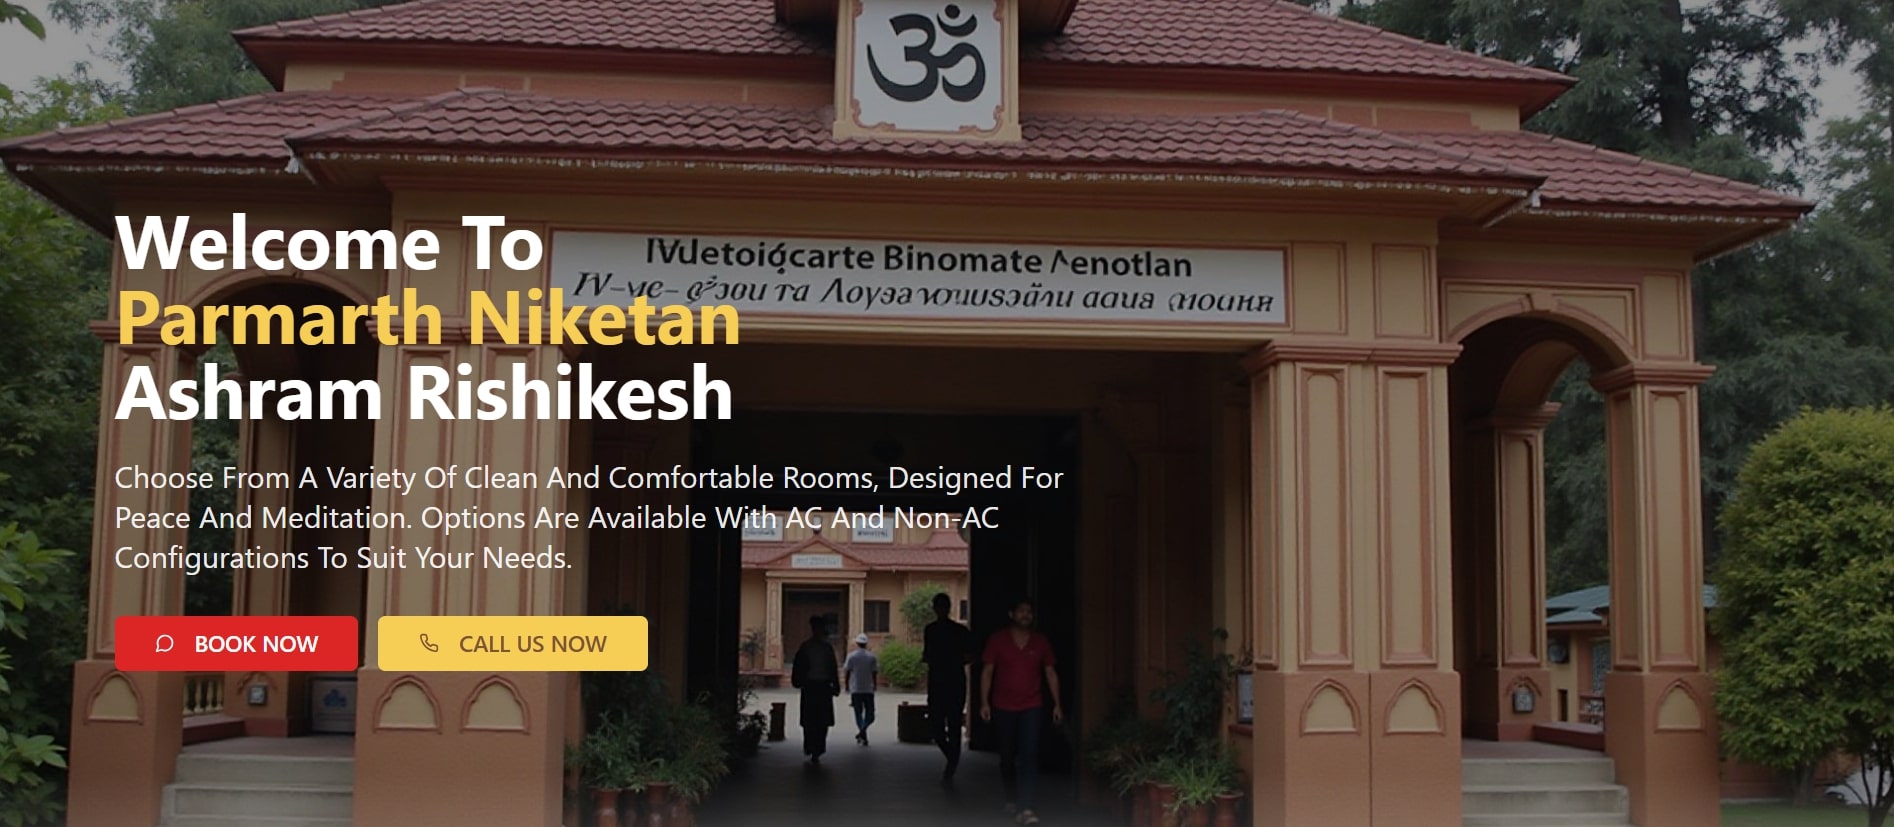 ॐ
Welcome To
Parmarth Niketan
Ashram Rishikesh
Choose From A Variety Of Clean And Comfortable Rooms, Designed For
Peace And Meditation. Options Are Available With AC And Non-AC
Configurations To Suit Your Needs.
BOOK NOW
CALL US NOW